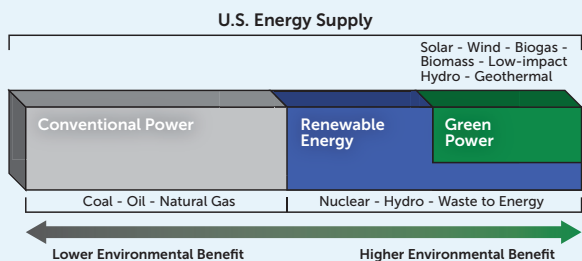 U.S. Energy Supply
Solar - Wind - Biogas -
Biomass - Low-impact
Hydro - Geothermal
Conventional Power
Renewable
Energy
Green
Power
Coal - Oil - Natural Gas
Nuclear - Hydro - Waste to Energy
Lower Environmental Benefit
Higher Environmental Benefit